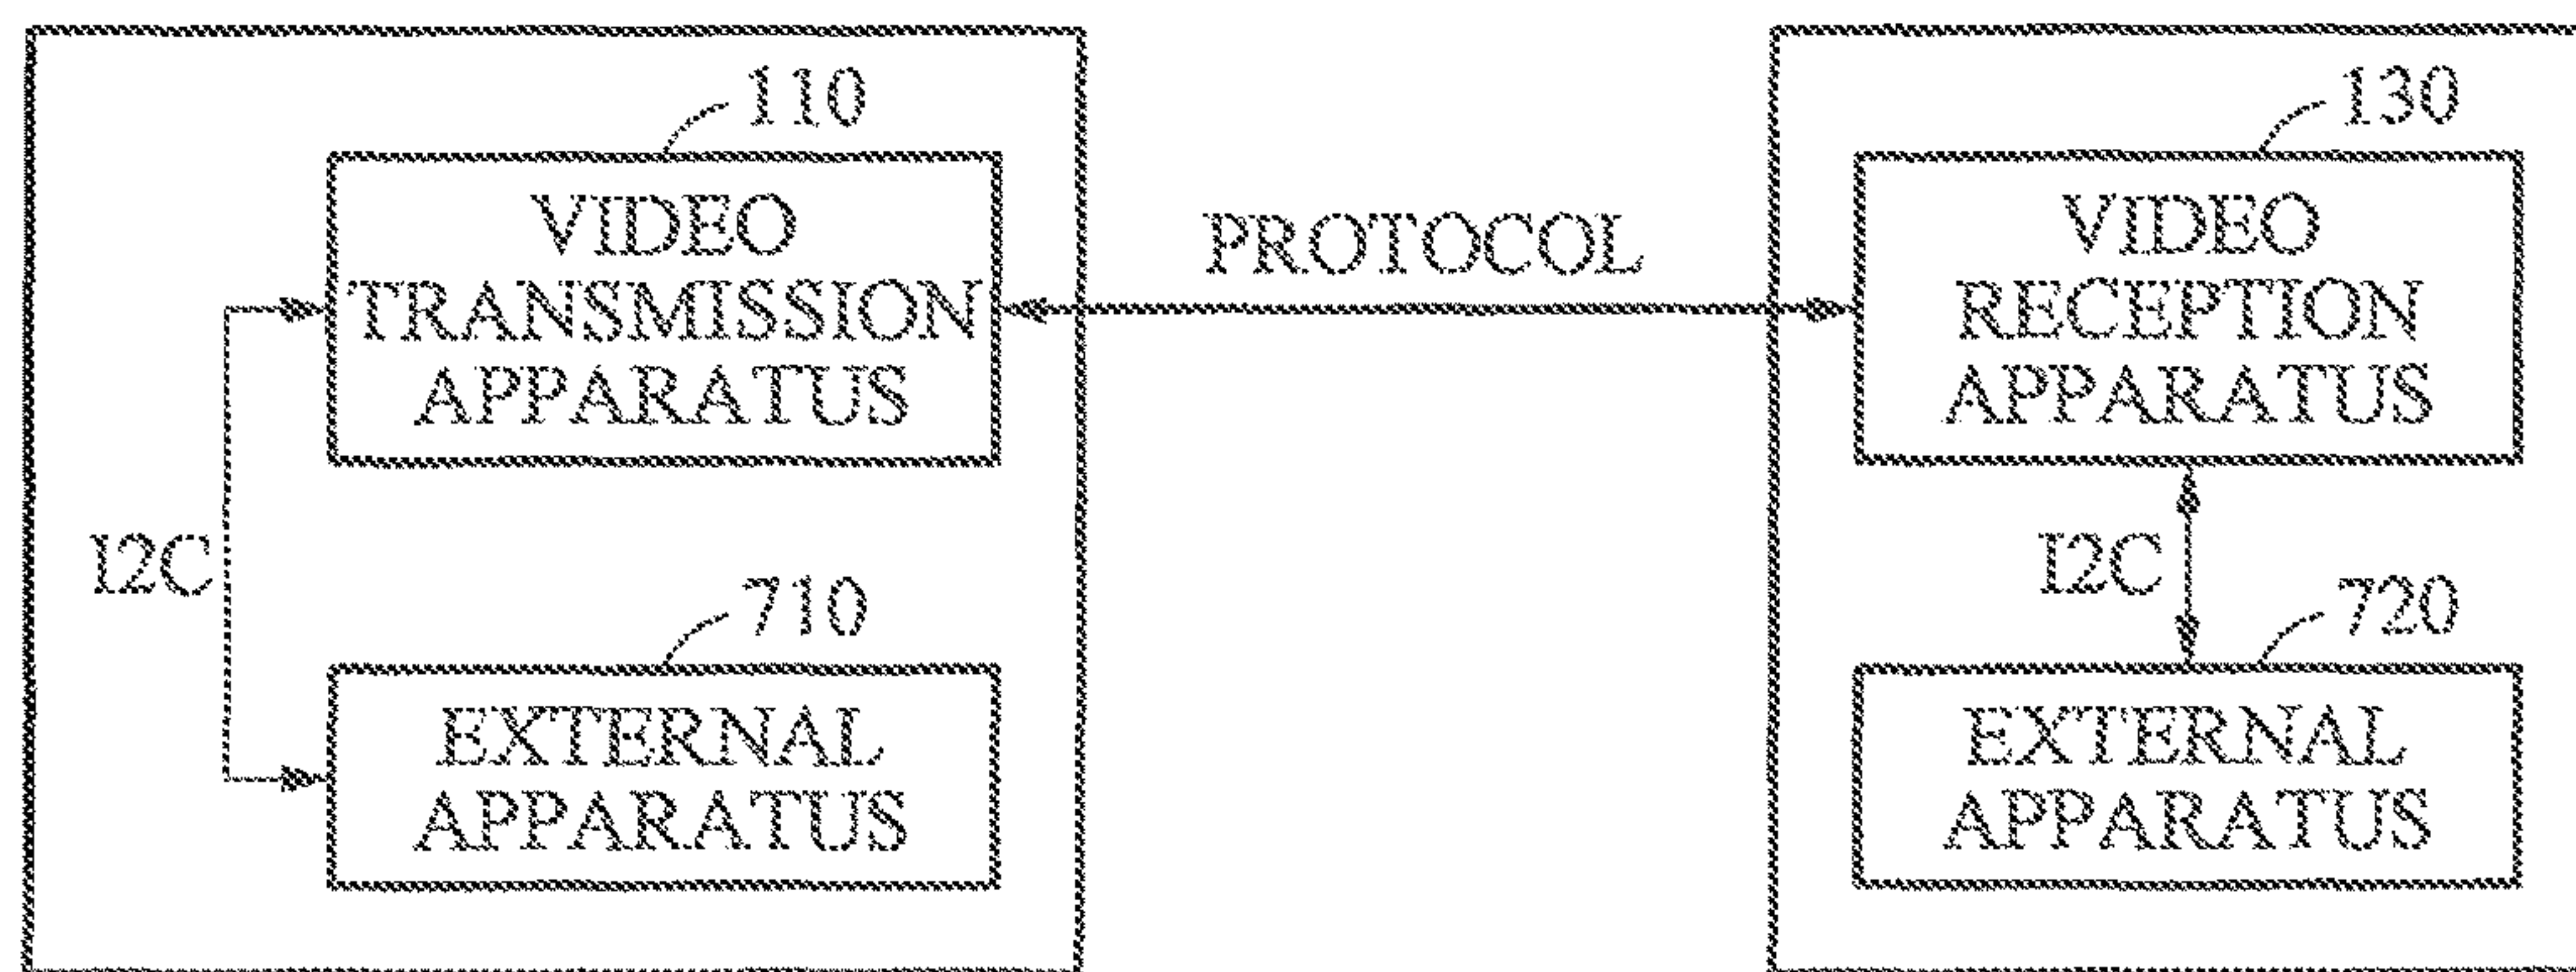 110
VIDEO
TRANSMISSION
APPARATUS
I2C
710
EXTERNAL
APPARATUS
PROTOCOL
130
VIDEO
RECEPTION
APPARATUS
I2C
720
EXTERNAL
APPARATUS